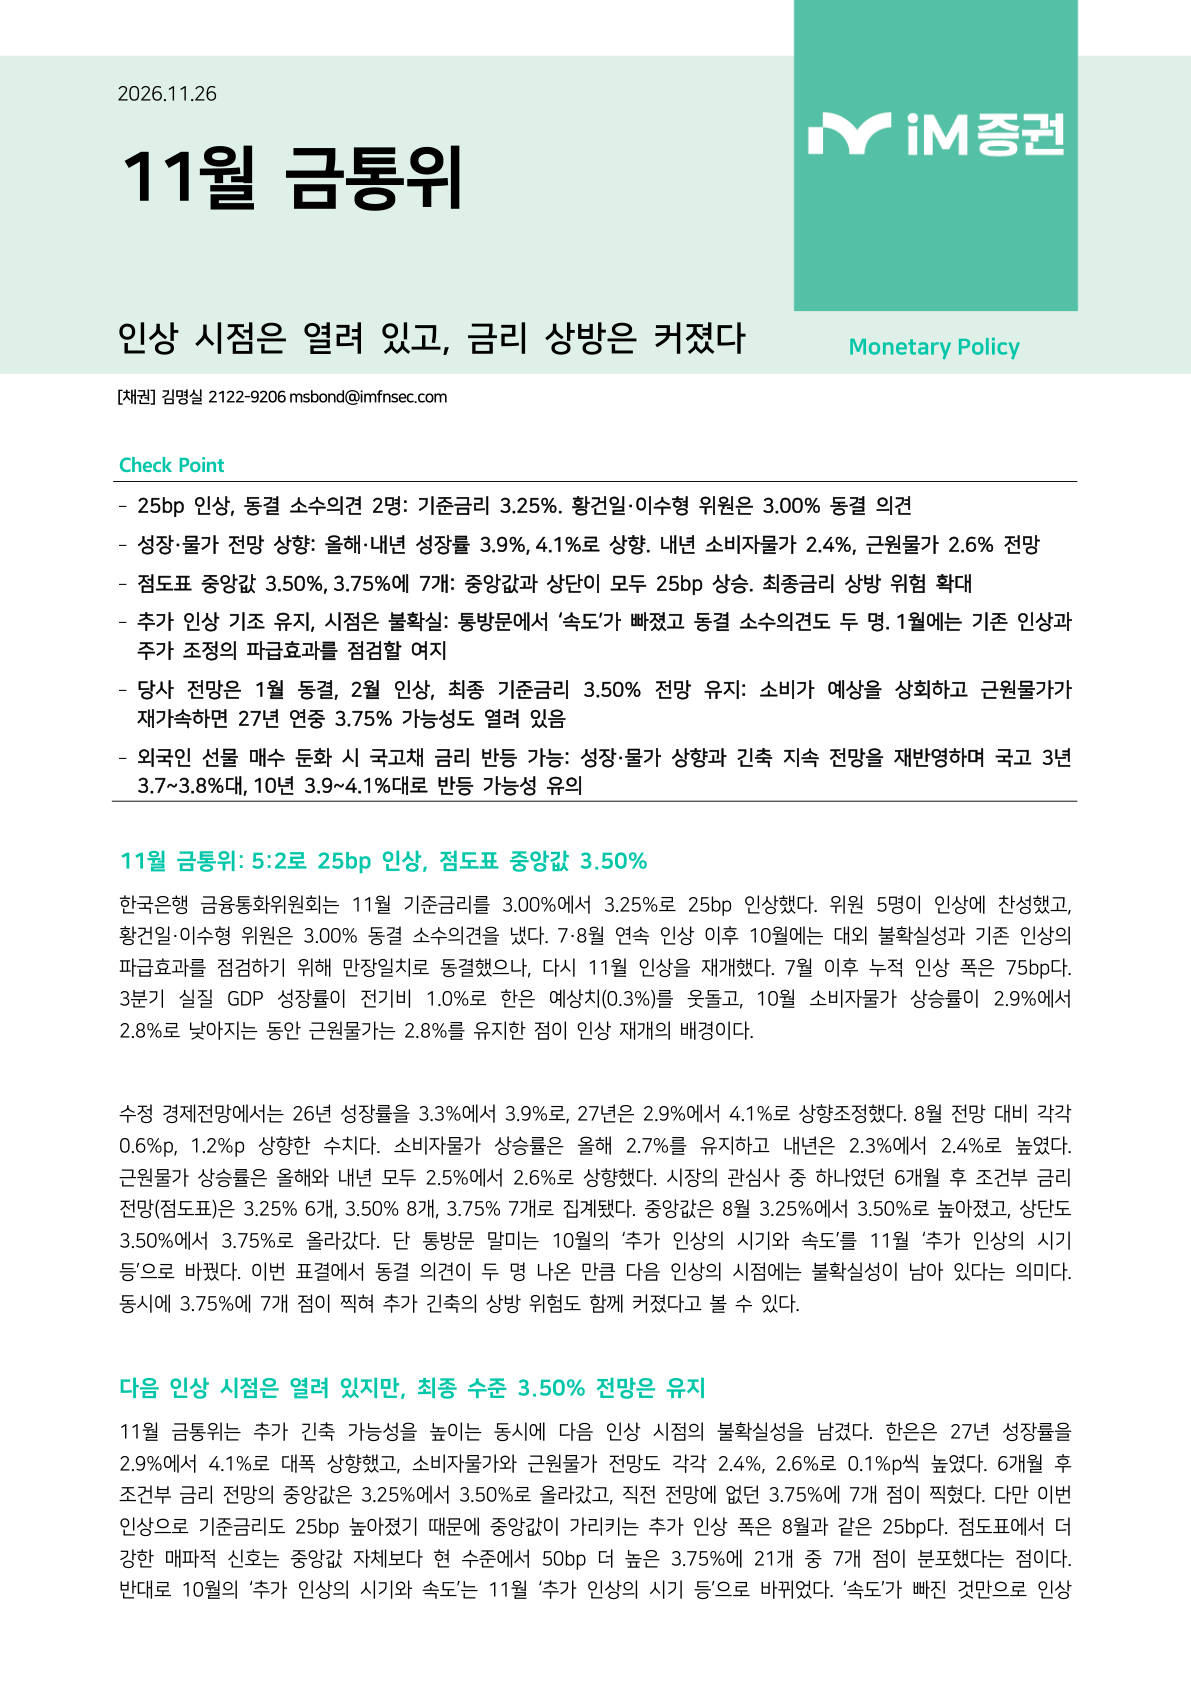 2026.11.26
iM증권
11월 금통위
인상 시점은 열려 있고, 금리 상방은 커졌다
Monetary Policy
[채권] 김명실 2122-9206 msbond@imfnsec.com
Check Point
- 25bp 인상, 동결 소수의견 2명: 기준금리 3.25%. 황건일·이수형 위원은 3.00% 동결 의견
- 성장·물가 전망 상향: 올해·내년 성장률 3.9%, 4.1%로 상향. 내년 소비자물가 2.4%, 근원물가 2.6% 전망
- 점도표 중앙값 3.50%, 3.75%에 7개: 중앙값과 상단이 모두 25bp 상승. 최종금리 상방 위험 확대
- 추가 인상 기조 유지, 시점은 불확실: 통방문에서 ‘속도’가 빠졌고 동결 소수의견도 두 명. 1월에는 기존 인상과
주가 조정의 파급효과를 점검할 여지
- 당사 전망은 1월 동결, 2월 인상, 최종 기준금리 3.50% 전망 유지: 소비가 예상을 상회하고 근원물가가
재가속하면 27년 연중 3.75% 가능성도 열려 있음
- 외국인 선물 매수 둔화 시 국고채 금리 반등 가능: 성장·물가 상향과 긴축 지속 전망을 재반영하며 국고 3년
3.7~3.8%대, 10년 3.9~4.1%대로 반등 가능성 유의
11월 금통위: 5:2로 25bp 인상, 점도표 중앙값 3.50%
한국은행 금융통화위원회는 11월 기준금리를 3.00%에서 3.25%로 25bp 인상했다. 위원 5명이 인상에 찬성했고,
황건일·이수형 위원은 3.00% 동결 소수의견을 냈다. 7·8월 연속 인상 이후 10월에는 대외 불확실성과 기존 인상의
파급효과를 점검하기 위해 만장일치로 동결했으나, 다시 11월 인상을 재개했다. 7월 이후 누적 인상 폭은 75bp다.
3분기 실질 GDP 성장률이 전기비 1.0%로 한은 예상치(0.3%)를 웃돌고, 10월 소비자물가 상승률이 2.9%에서
2.8%로 낮아지는 동안 근원물가는 2.8%를 유지한 점이 인상 재개의 배경이다.
수정 경제전망에서는 26년 성장률을 3.3%에서 3.9%로, 27년은 2.9%에서 4.1%로 상향조정했다. 8월 전망 대비 각각
0.6%p, 1.2%p 상향한 수치다. 소비자물가 상승률은 올해 2.7%를 유지하고 내년은 2.3%에서 2.4%로 높였다.
근원물가 상승률은 올해와 내년 모두 2.5%에서 2.6%로 상향했다. 시장의 관심사 중 하나였던 6개월 후 조건부 금리
전망(점도표)은 3.25% 6개, 3.50% 8개, 3.75% 7개로 집계됐다. 중앙값은 8월 3.25%에서 3.50%로 높아졌고, 상단도
3.50%에서 3.75%로 올라갔다. 단 통방문 말미는 10월의 ‘추가 인상의 시기와 속도’를 11월 ‘추가 인상의 시기
등’으로 바꿨다. 이번 표결에서 동결 의견이 두 명 나온 만큼 다음 인상의 시점에는 불확실성이 남아 있다는 의미다.
동시에 3.75%에 7개 점이 찍혀 추가 긴축의 상방 위험도 함께 커졌다고 볼 수 있다.
다음 인상 시점은 열려 있지만, 최종 수준 3.50% 전망은 유지
11월 금통위는 추가 긴축 가능성을 높이는 동시에 다음 인상 시점의 불확실성을 남겼다. 한은은 27년 성장률을
2.9%에서 4.1%로 대폭 상향했고, 소비자물가와 근원물가 전망도 각각 2.4%, 2.6%로 0.1%p씩 높였다. 6개월 후
조건부 금리 전망의 중앙값은 3.25%에서 3.50%로 올라갔고, 직전 전망에 없던 3.75%에 7개 점이 찍혔다. 다만 이번
인상으로 기준금리도 25bp 높아졌기 때문에 중앙값이 가리키는 추가 인상 폭은 8월과 같은 25bp다. 점도표에서 더
강한 매파적 신호는 중앙값 자체보다 현 수준에서 50bp 더 높은 3.75%에 21개 중 7개 점이 분포했다는 점이다.
반대로 10월의 ‘추가 인상의 시기와 속도’는 11월 ‘추가 인상의 시기 등’으로 바뀌었다. ‘속도’가 빠진 것만으로 인상